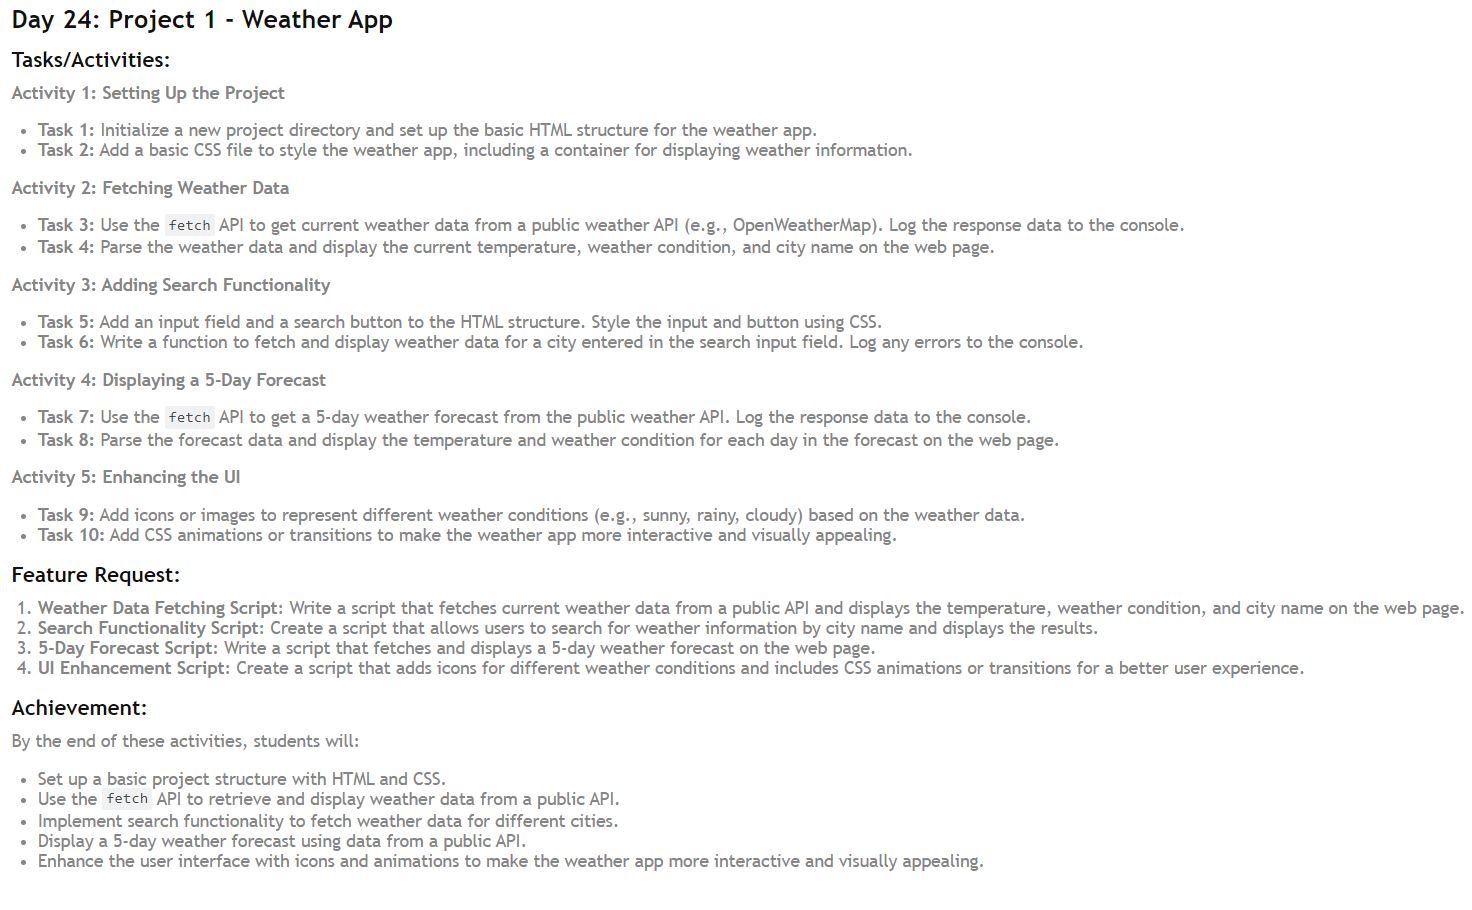 Day 24: Project 1 - Weather App
Tasks/Activities:
Activity 1: Setting Up the Project
• Task 1: Initialize a new project directory and set up the basic HTML structure for the weather app.
• Task 2: Add a basic CSS file to style the weather app, including a container for displaying weather information.
Activity 2: Fetching Weather Data
• Task 3: Use the fetch API to get current weather data from a public weather API (e.g., OpenWeatherMap). Log the response data to the console.
• Task 4: Parse the weather data and display the current temperature, weather condition, and city name on the web page.
Activity 3: Adding Search Functionality
• Task 5: Add an input field and a search button to the HTML structure. Style the input and button using CSS.
• Task 6: Write a function to fetch and display weather data for a city entered in the search input field. Log any errors to the console.
Activity 4: Displaying a 5-Day Forecast
• Task 7: Use the fetch API to get a 5-day weather forecast from the public weather API. Log the response data to the console.
• Task 8: Parse the forecast data and display the temperature and weather condition for each day in the forecast on the web page.
Activity 5: Enhancing the UI
• Task 9: Add icons or images to represent different weather conditions (e.g., sunny, rainy, cloudy) based on the weather data.
• Task 10: Add CSS animations or transitions to make the weather app more interactive and visually appealing.
Feature Request:
1. Weather Data Fetching Script: Write a script that fetches current weather data from a public API and displays the temperature, weather condition, and city name on the web page.
2. Search Functionality Script: Create a script that allows users to search for weather information by city name and displays the results.
3. 5-Day Forecast Script: Write a script that fetches and displays a 5-day weather forecast on the web page.
4. UI Enhancement Script: Create a script that adds icons for different weather conditions and includes CSS animations or transitions for a better user experience.
Achievement:
By the end of these activities, students will:
• Set up a basic project structure with HTML and CSS.
• Use the fetch API to retrieve and display weather data from a public API.
• Implement search functionality to fetch weather data for different cities.
• Display a 5-day weather forecast using data from a public API.
• Enhance the user interface with icons and animations to make the weather app more interactive and visually appealing.